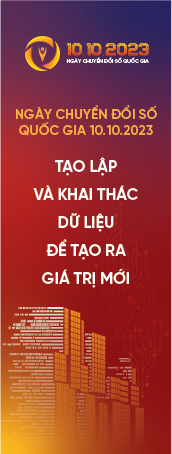 10 10 2023
NGÀY CHUYỂN ĐỔI SỐ QUỐC GIA
NGÀY CHUYỂN ĐỔI SỐ
QUỐC GIA 10.10.2023
TẠO LẬP
VÀ KHAI THÁC
DỮ LIỆU
ĐỂ TẠO RA
GIÁ TRỊ MỚI